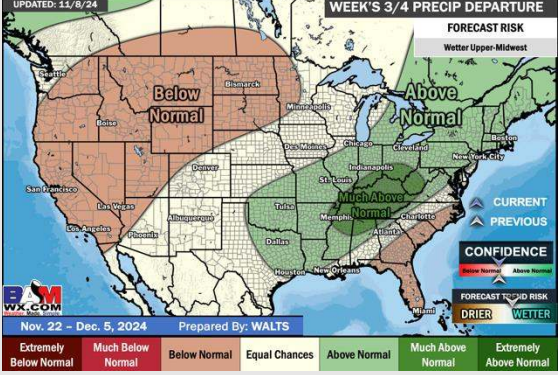 UPDATED: 11/8/24
WEEK'S 3/4 PRECIP DEPARTURE
FORECAST RISK
Wetter Upper-Midwest
Seattle
Below
Normal
Bismarck
Minneapolis
Above
Normal
Boise
Boston
Des Moines
Chicago
Cleveland
New York City
Denver
Indianapolis
St. Louis
San Francisco
Las Vegas
Much Above
Normal
CURRENT
PREVIOUS
Los Angeles
Albuquerque
Tulsa
Memphis
Charlotte
Phoenix
Dallas
Atlanta
CONFIDENCE
Below Normal
Above Normal
Houston
New Orleans
BAM
WX.COM
FORECAST TREND RISK
DRIER
WETTER
Miami
Nov. 22 – Dec. 5, 2024
Prepared By: WALTS
Extremely
Below Normal
Much Below
Normal
Below Normal
Equal Chances
Above Normal
Much Above
Normal
Extremely
Above Normal